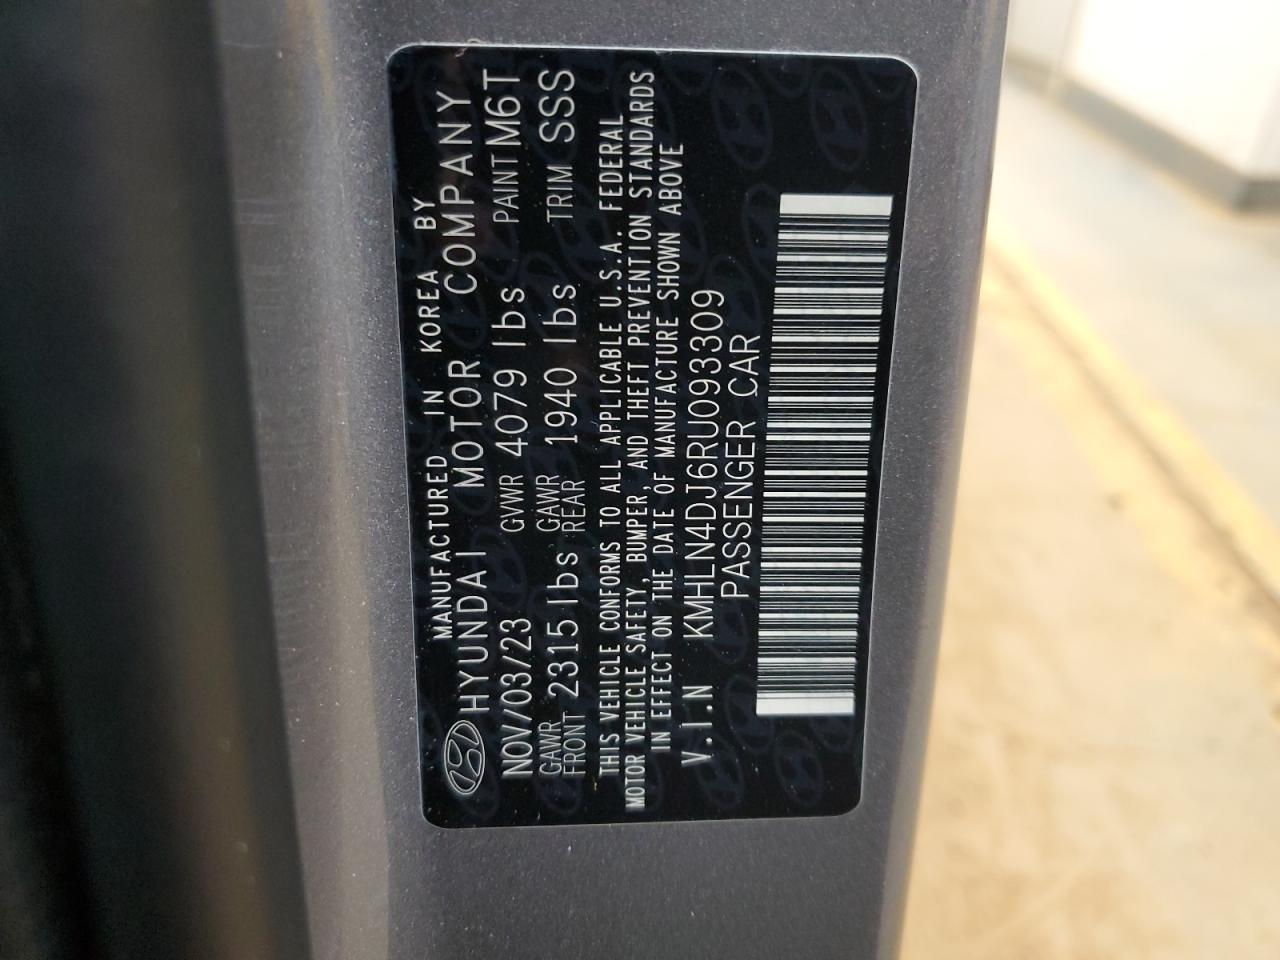 MANUFACTURED IN KOREA BY
HYUNDAI MOTOR COMPANY
NOV/03/23 GVWR 4079 lbs PAINT M6T
GAWR FRONT 2315 lbs GAWR REAR 1940 lbs TRIM SSS
THIS VEHICLE CONFORMS TO ALL APPLICABLE U.S.A. FEDERAL
MOTOR VEHICLE SAFETY, BUMPER, AND THEFT PREVENTION STANDARDS
IN EFFECT ON THE DATE OF MANUFACTURE SHOWN ABOVE
V.I.N KMHLN4DJ6RU093309
PASSENGER CAR